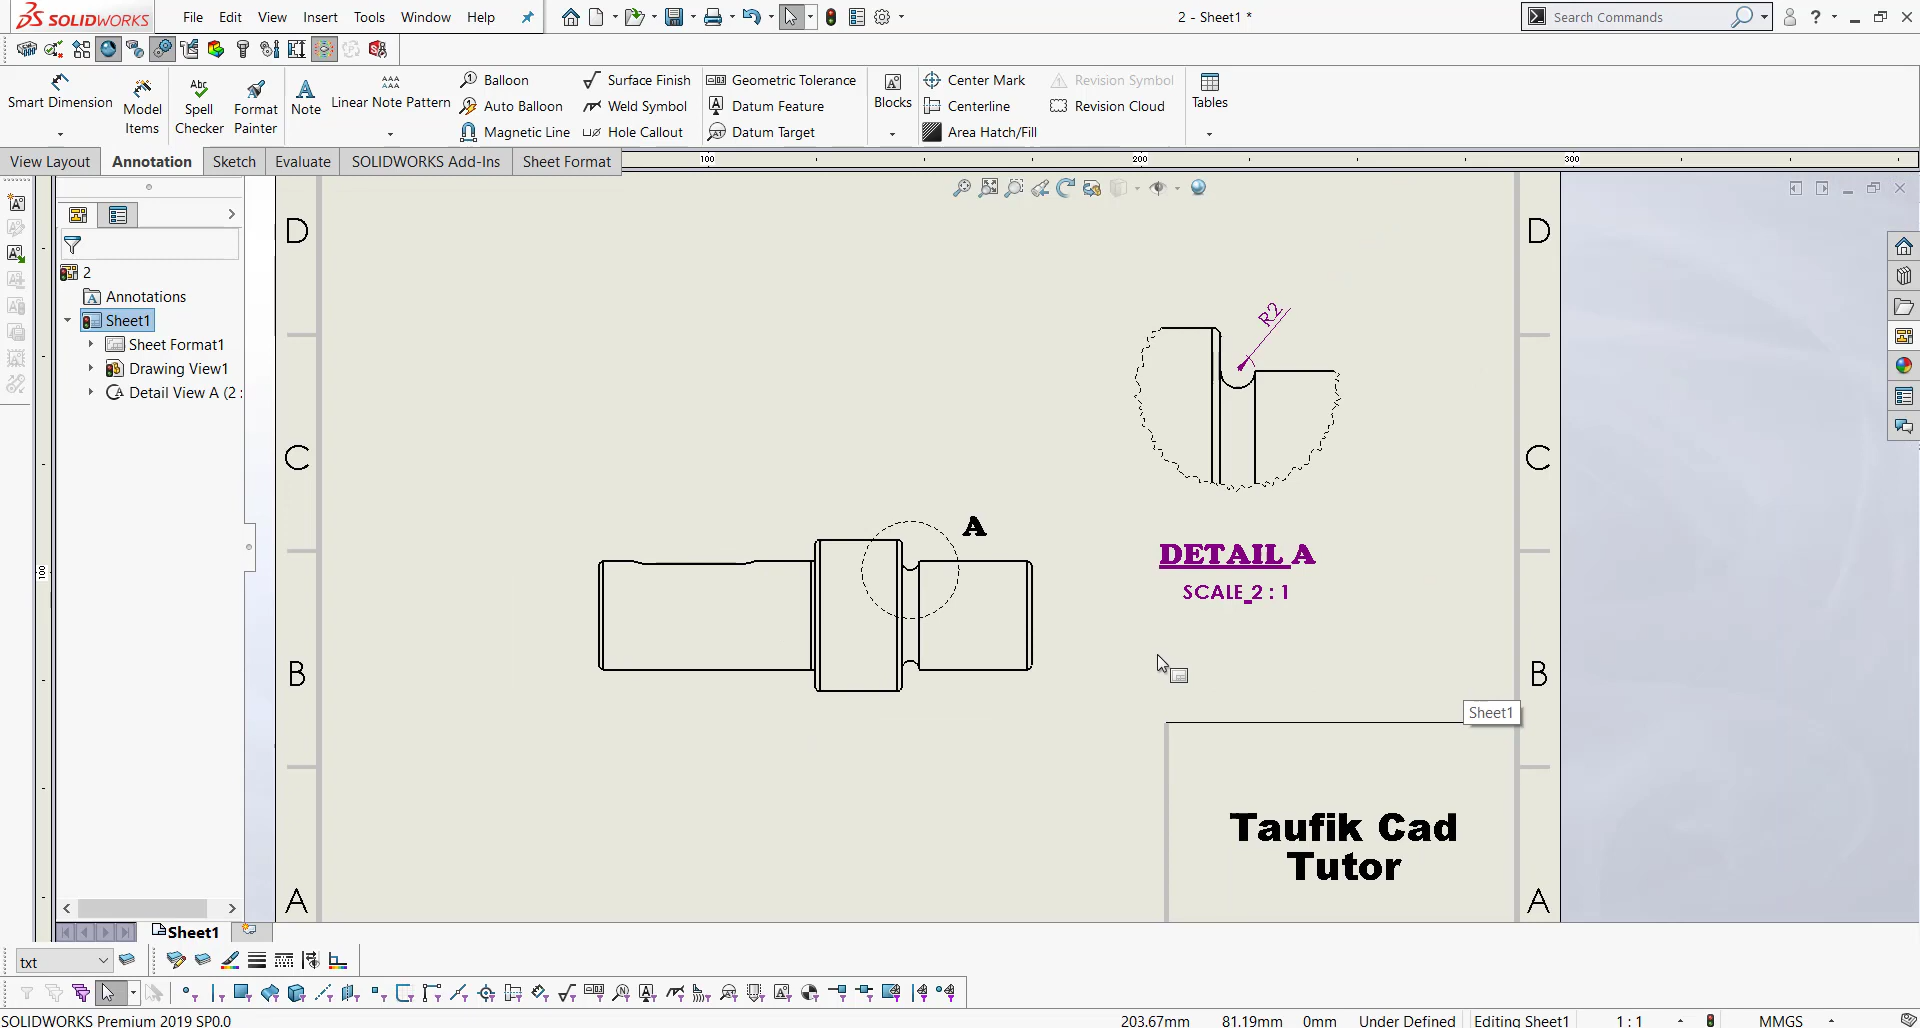 SOLIDWORKS
File Edit View Insert Tools Window Help
2 - Sheet1 *
Search Commands
Smart Dimension
Model Items
Spell Checker
Format Painter
Note
Linear Note Pattern
Balloon
Auto Balloon
Magnetic Line
Surface Finish
Weld Symbol
Hole Callout
Geometric Tolerance
Datum Feature
Datum Target
Blocks
Center Mark
Centerline
Area Hatch/Fill
Revision Symbol
Revision Cloud
Tables
View Layout Annotation Sketch Evaluate SOLIDWORKS Add-Ins Sheet Format
100 200 300
2
Annotations
Sheet1
Sheet Format1
Drawing View1
Detail View A (2 :
100
D D
C C
B B
A A
R2
A
DETAIL A
SCALE 2 : 1
Sheet1
Taufik Cad
Tutor
Sheet1
txt
SOLIDWORKS Premium 2019 SP0.0
203.67mm 81.19mm 0mm Under Defined Editing Sheet1 1 : 1 MMGS